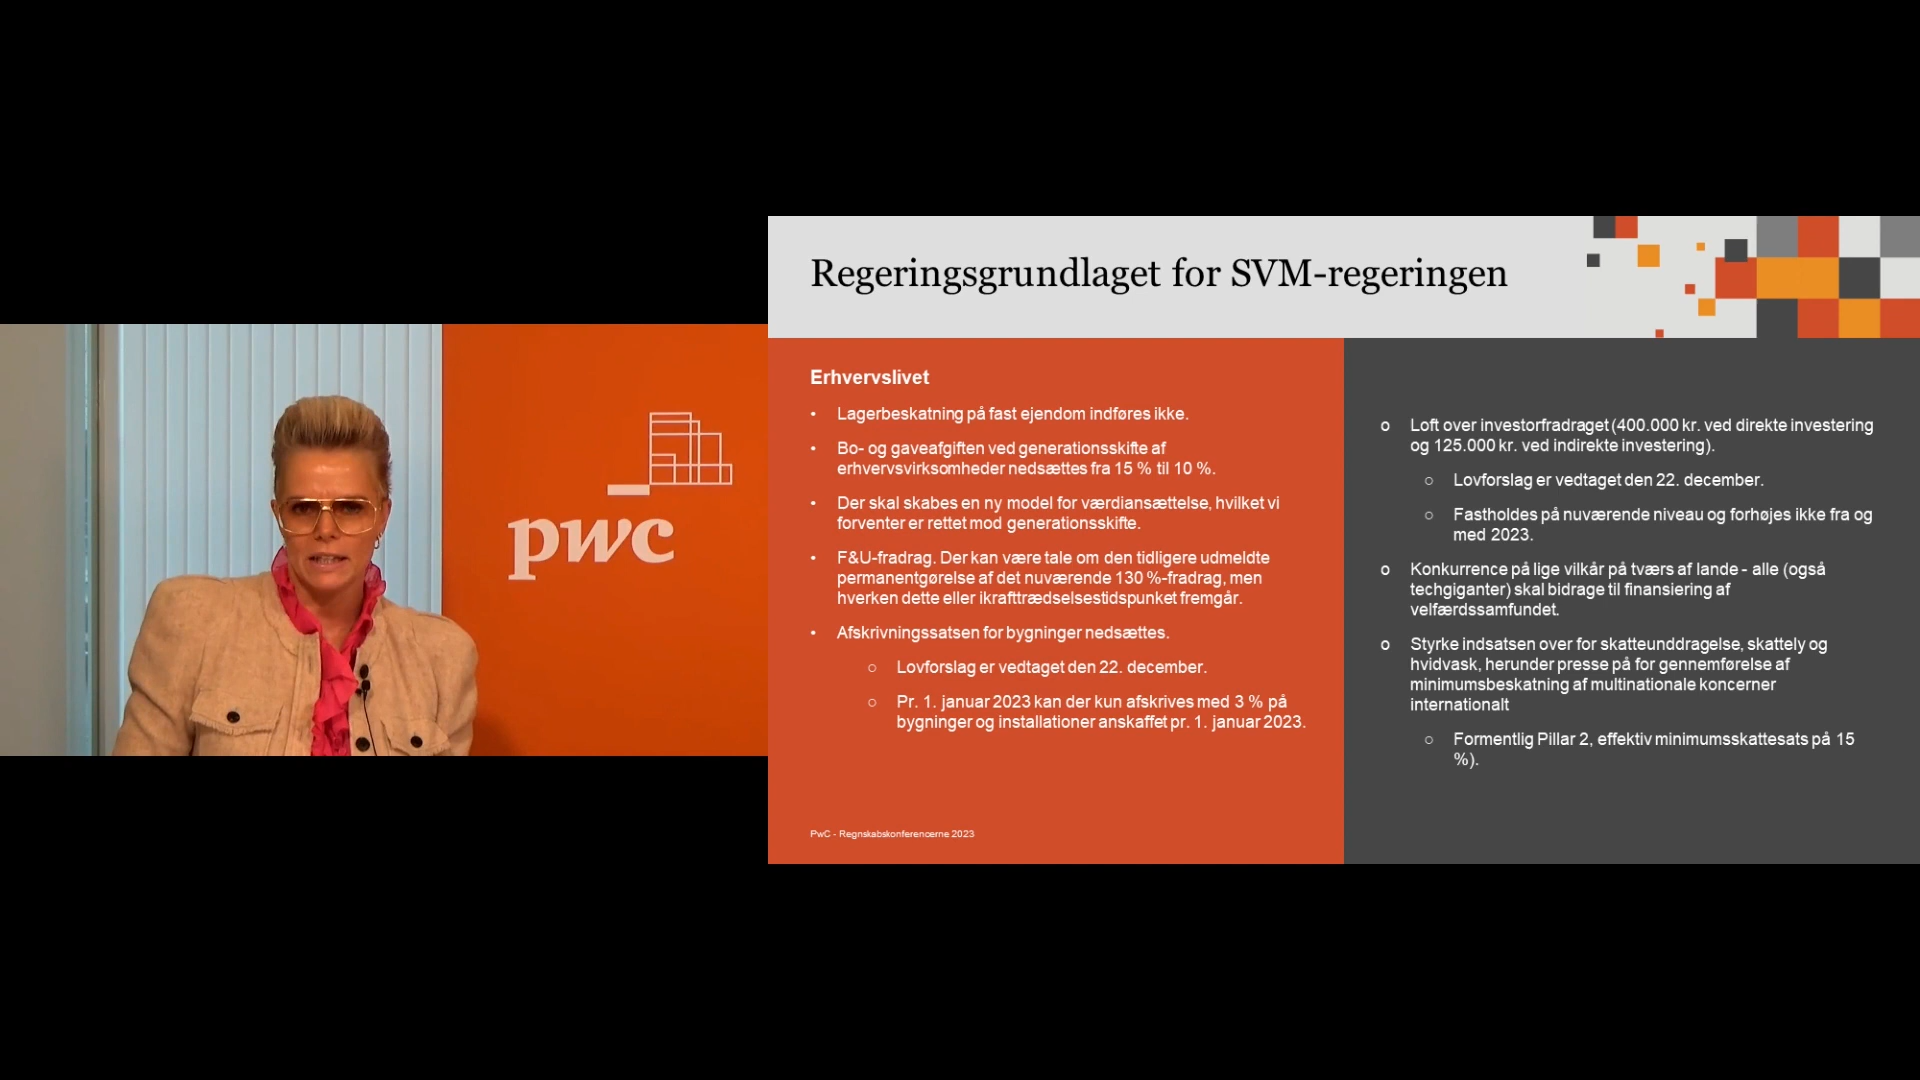 pwc
Regeringsgrundlaget for SVM-regeringen
Erhvervslivet
• Lagerbeskatning på fast ejendom indføres ikke.
• Bo- og gaveafgiften ved generationsskifte af
erhvervsvirksomheder nedsættes fra 15 % til 10 %.
• Der skal skabes en ny model for værdiansættelse, hvilket vi
forventer er rettet mod generationsskifte.
• F&U-fradrag. Der kan være tale om den tidligere udmeldte
permanentgørelse af det nuværende 130 %-fradrag, men
hverken dette eller ikrafttrædselsestidspunket fremgår.
• Afskrivningssatsen for bygninger nedsættes.
○ Lovforslag er vedtaget den 22. december.
○ Pr. 1. januar 2023 kan der kun afskrives med 3 % på
bygninger og installationer anskaffet pr. 1. januar 2023.
PwC - Regnskabskonferencerne 2023
o Loft over investorfradraget (400.000 kr. ved direkte investering
og 125.000 kr. ved indirekte investering).
○ Lovforslag er vedtaget den 22. december.
○ Fastholdes på nuværende niveau og forhøjes ikke fra og
med 2023.
o Konkurrence på lige vilkår på tværs af lande - alle (også
techgiganter) skal bidrage til finansiering af
velfærdssamfundet.
o Styrke indsatsen over for skatteunddragelse, skattely og
hvidvask, herunder presse på for gennemførelse af
minimumsbeskatning af multinationale koncerner
internationalt
○ Formentlig Pillar 2, effektiv minimumsskattesats på 15
%).